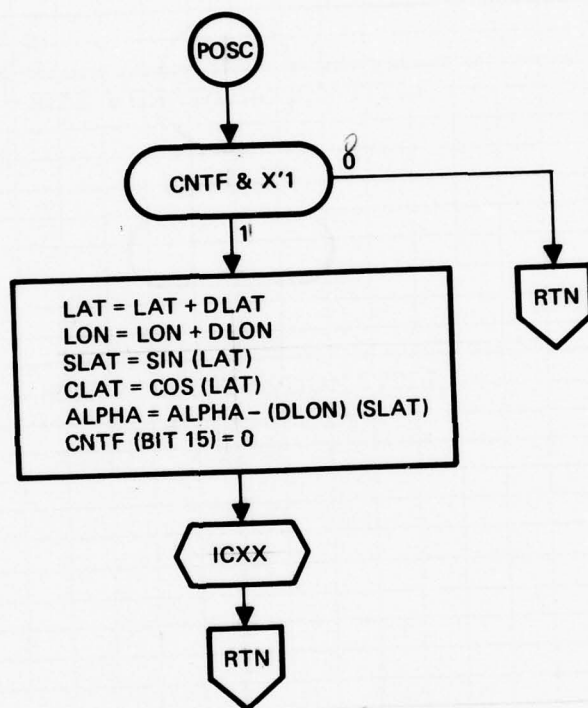 POSC
CNTF & X'1
0
1
LAT = LAT + DLAT
LON = LON + DLON
SLAT = SIN (LAT)
CLAT = COS (LAT)
ALPHA = ALPHA – (DLON) (SLAT)
CNTF (BIT 15) = 0
RTN
ICXX
RTN